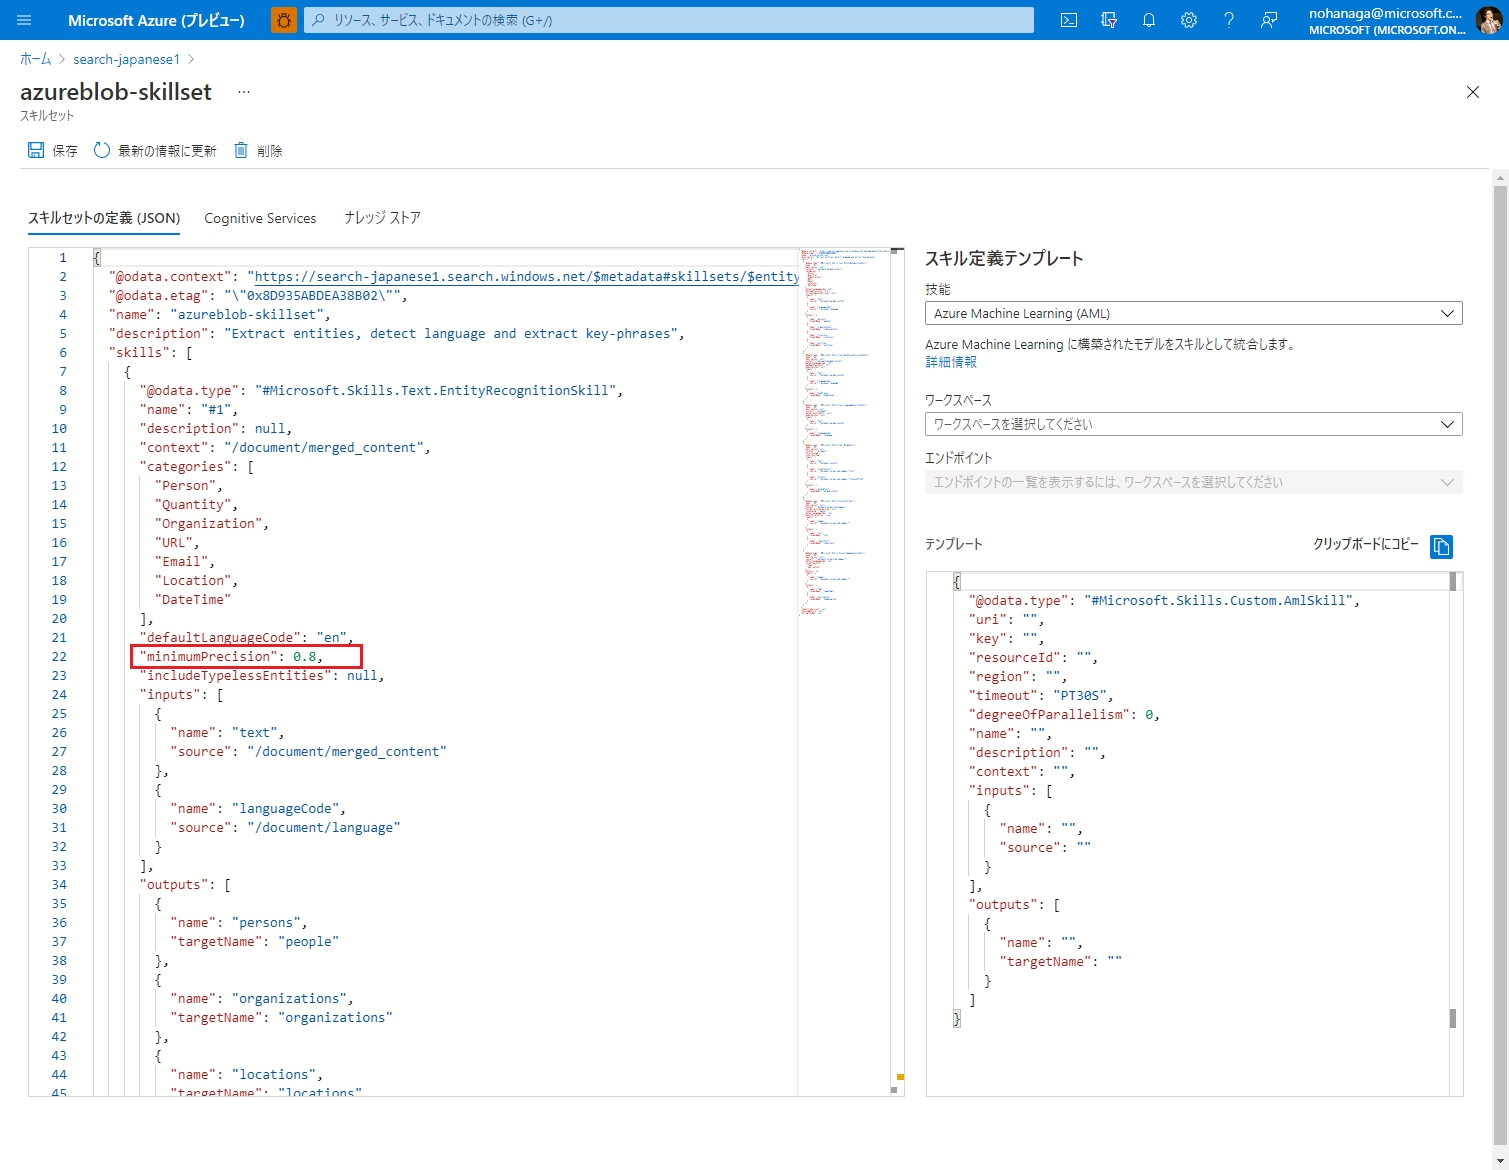 Microsoft Azure (プレビュー)
リソース、サービス、ドキュメントの検索 (G+/)
nohanaga@microsoft.c...
MICROSOFT (MICROSOFT.ON...
ホーム > search-japanese1 >
azureblob-skillset ...
スキルセット
保存 最新の情報に更新 削除
スキルセットの定義 (JSON) Cognitive Services ナレッジ ストア
1 {
2 "@odata.context": "https://search-japanese1.search.windows.net/$metadata#skillsets/$entity
3 "@odata.etag": "\"0x8D935ABDEA38B02\"",
4 "name": "azureblob-skillset",
5 "description": "Extract entities, detect language and extract key-phrases",
6 "skills": [
7 {
8 "@odata.type": "#Microsoft.Skills.Text.EntityRecognitionSkill",
9 "name": "#1",
10 "description": null,
11 "context": "/document/merged_content",
12 "categories": [
13 "Person",
14 "Quantity",
15 "Organization",
16 "URL",
17 "Email",
18 "Location",
19 "DateTime"
20 ],
21 "defaultLanguageCode": "en",
22 "minimumPrecision": 0.8,
23 "includeTypelessEntities": null,
24 "inputs": [
25 {
26 "name": "text",
27 "source": "/document/merged_content"
28 },
29 {
30 "name": "languageCode",
31 "source": "/document/language"
32 }
33 ],
34 "outputs": [
35 {
36 "name": "persons",
37 "targetName": "people"
38 },
39 {
40 "name": "organizations",
41 "targetName": "organizations"
42 },
43 {
44 "name": "locations",
45 "targetName": "locations"
スキル定義テンプレート
技能
Azure Machine Learning (AML)
Azure Machine Learning に構築されたモデルをスキルとして統合します。
詳細情報
ワークスペース
ワークスペースを選択してください
エンドポイント
エンドポイントの一覧を表示するには、ワークスペースを選択してください
テンプレート クリップボードにコピー
{
"@odata.type": "#Microsoft.Skills.Custom.AmlSkill",
"uri": "",
"key": "",
"resourceId": "",
"region": "",
"timeout": "PT30S",
"degreeOfParallelism": 0,
"name": "",
"description": "",
"context": "",
"inputs": [
{
"name": "",
"source": ""
}
],
"outputs": [
{
"name": "",
"targetName": ""
}
]
}